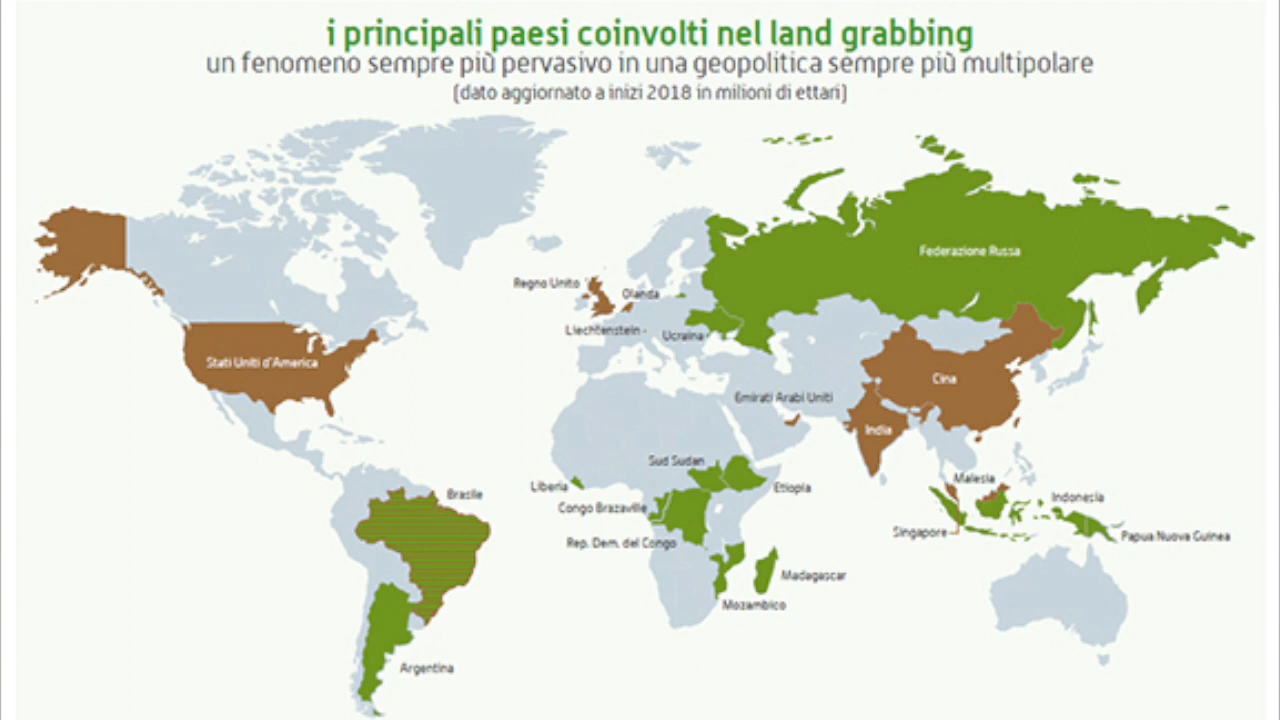 i principali paesi coinvolti nel land grabbing
un fenomeno sempre più pervasivo in una geopolitica sempre più multipolare
(dato aggiornato a inizi 2018 in milioni di ettari)
Federazione Russa
Regno Unito
Olanda
Liechtenstein
Ucraina
Stati Uniti d'America
Cina
Emirati Arabi Uniti
India
Sud Sudan
Malesia
Liberia
Etiopia
Brasile
Indonesia
Congo Brazaville
Singapore
Papua Nuova Guinea
Rep. Dem. del Congo
Madagascar
Mozambico
Argentina